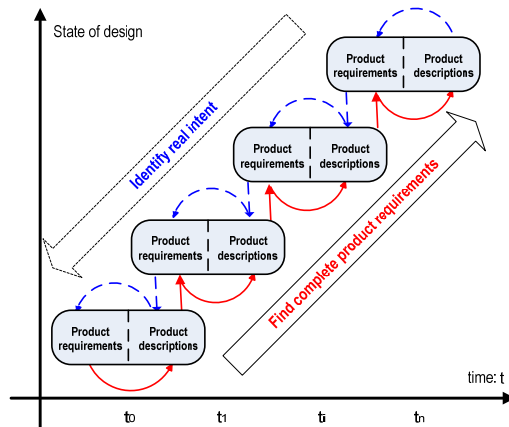 State of design
Product
requirements
Product
descriptions
Product
requirements
Product
descriptions
Product
requirements
Product
descriptions
Product
requirements
Product
descriptions
Identify real intent
Find complete product requirements
time: t
t0
t1
ti
tn